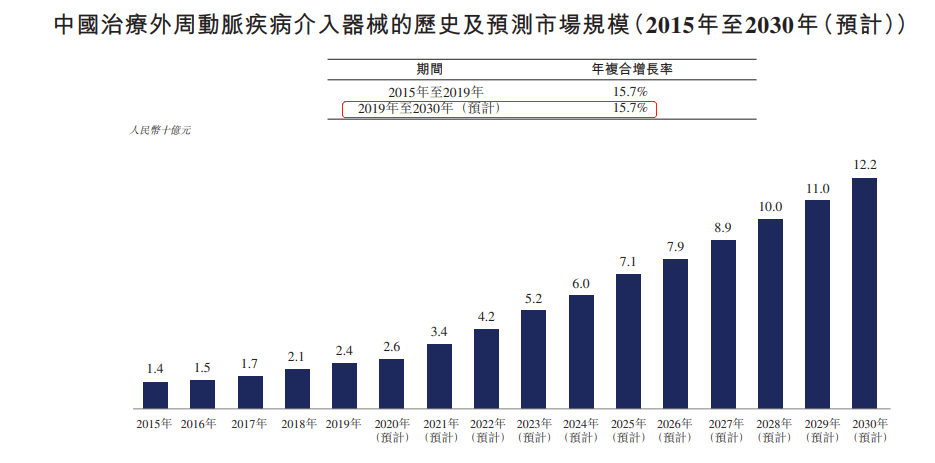 中國治療外周動脈疾病介入器械的歷史及預測市場規模（2015年至2030年（預計））
期間 年複合增長率
2015年至2019年 15.7%
2019年至2030年（預計） 15.7%
人民幣十億元
1.4 1.5 1.7 2.1 2.4 2.6 3.4 4.2 5.2 6.0 7.1 7.9 8.9 10.0 11.0 12.2
2015年 2016年 2017年 2018年 2019年 2020年 2021年 2022年 2023年 2024年 2025年 2026年 2027年 2028年 2029年 2030年
（預計） （預計） （預計） （預計） （預計） （預計） （預計） （預計） （預計） （預計） （預計）